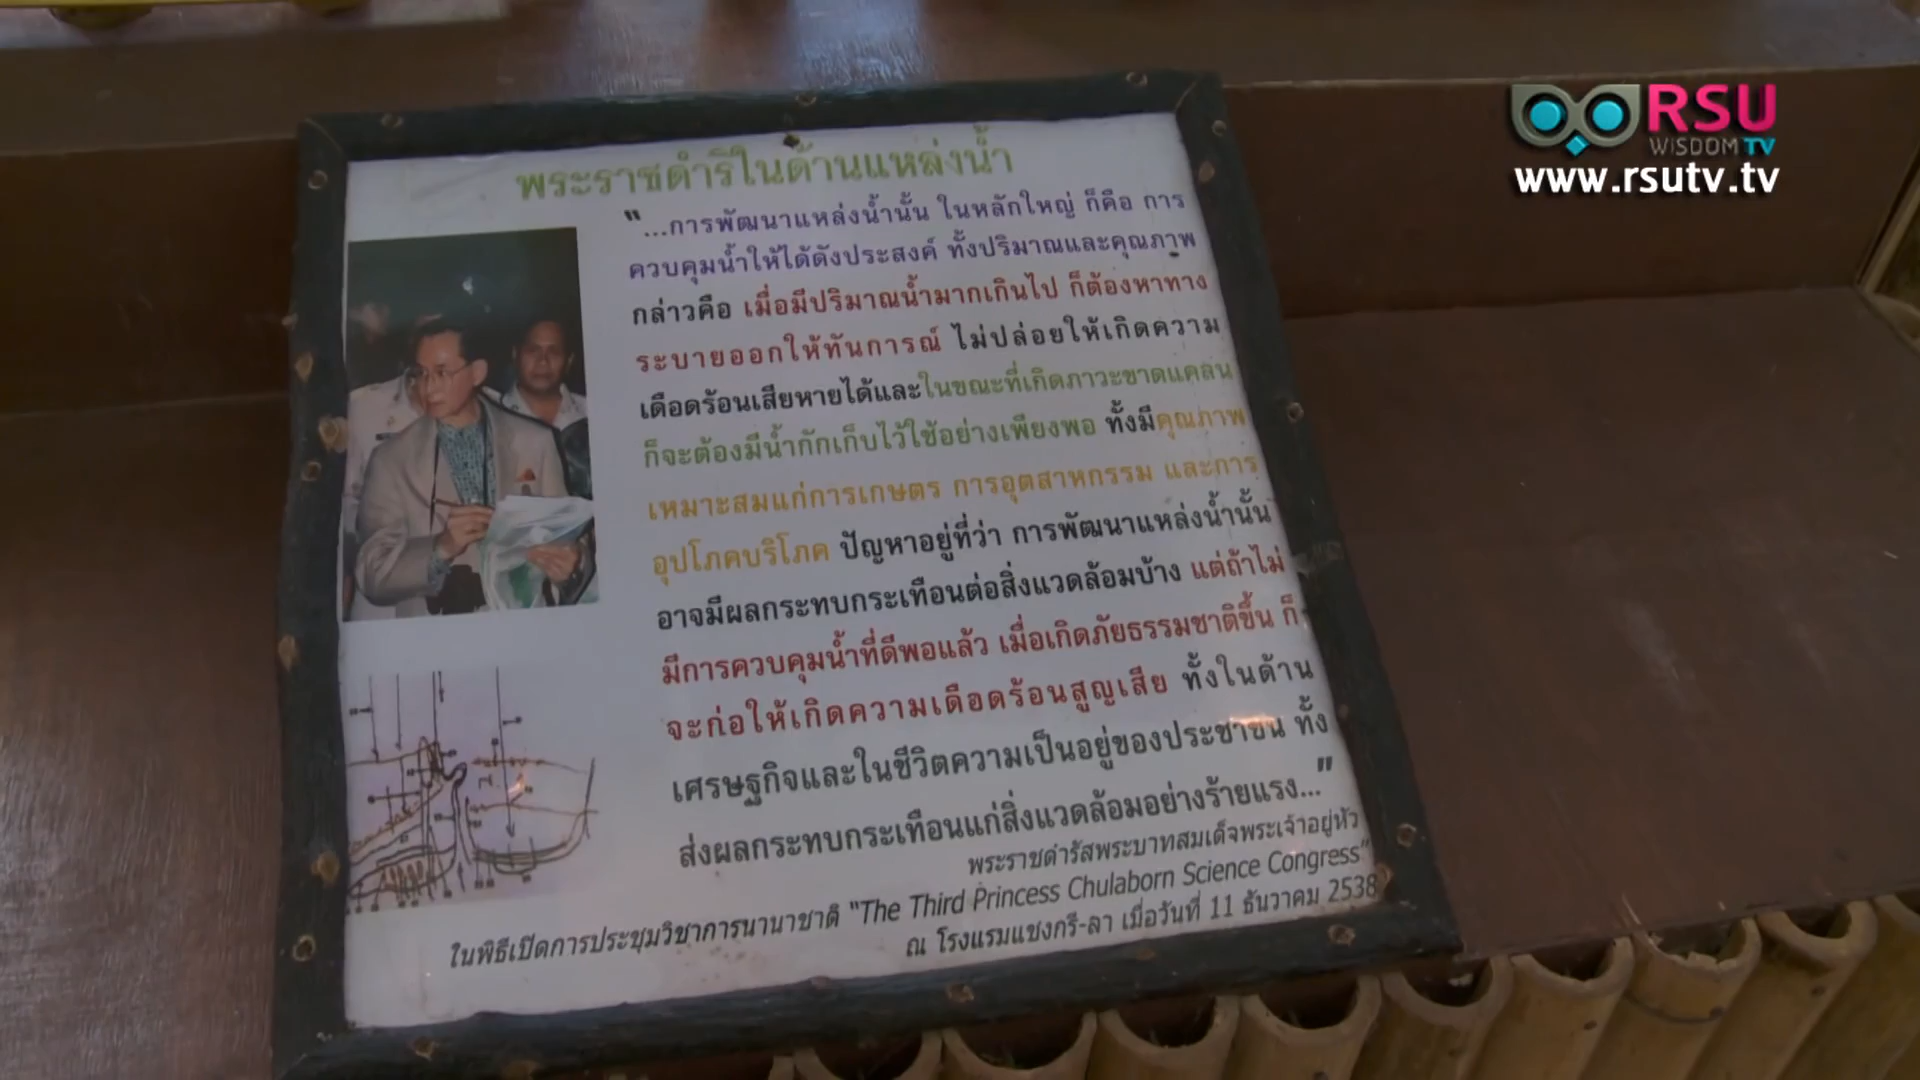 RSU
WISDOM TV
www.rsutv.tv
พระราชดำริในด้านแหล่งน้ำ
“...การพัฒนาแหล่งน้ำนั้น ในหลักใหญ่ ก็คือ การ
ควบคุมน้ำให้ได้ดังประสงค์ ทั้งปริมาณและคุณภาพ
กล่าวคือ เมื่อมีปริมาณน้ำมากเกินไป ก็ต้องหาทาง
ระบายออกให้ทันการณ์ ไม่ปล่อยให้เกิดความ
เดือดร้อนเสียหายได้และในขณะที่เกิดภาวะขาดแคลน
ก็จะต้องมีน้ำกักเก็บไว้ใช้อย่างเพียงพอ ทั้งมีคุณภาพ
เหมาะสมแก่การเกษตร การอุตสาหกรรม และการ
อุปโภคบริโภค ปัญหาอยู่ที่ว่า การพัฒนาแหล่งน้ำนั้น
อาจมีผลกระทบกระเทือนต่อสิ่งแวดล้อมบ้าง แต่ถ้าไม่
มีการควบคุมน้ำที่ดีพอแล้ว เมื่อเกิดภัยธรรมชาติขึ้น ก็
จะก่อให้เกิดความเดือดร้อนสูญเสีย ทั้งในด้าน
เศรษฐกิจและในชีวิตความเป็นอยู่ของประชาชน ทั้ง
ส่งผลกระทบกระเทือนแก่สิ่งแวดล้อมอย่างร้ายแรง...”
พระราชดำรัสพระบาทสมเด็จพระเจ้าอยู่หัว
ในพิธีเปิดการประชุมวิชาการนานาชาติ “The Third Princess Chulaborn Science Congress”
ณ โรงแรมแชงกรี-ลา เมื่อวันที่ 11 ธันวาคม 2538